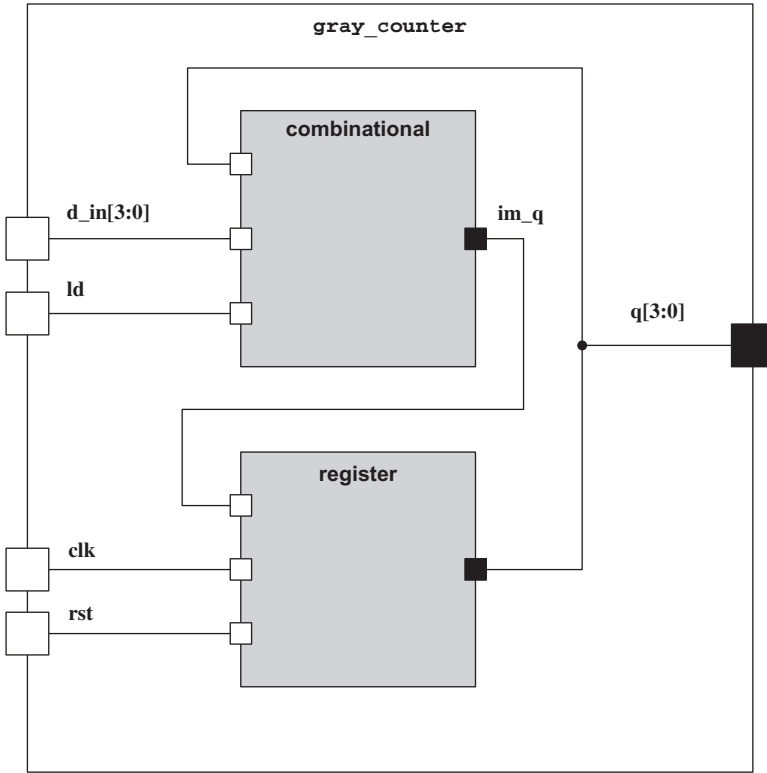 gray_counter
combinational
d_in[3:0]
im_q
ld
q[3:0]
register
clk
rst